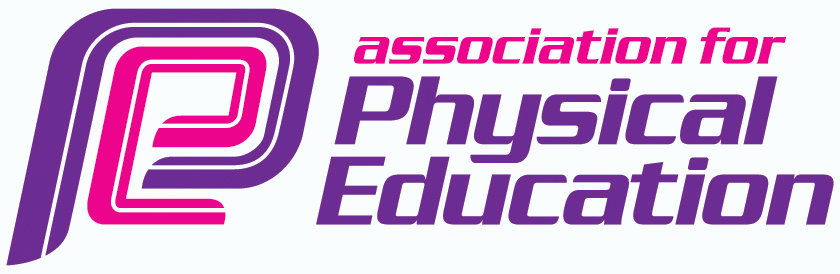 association for
Physical
Education